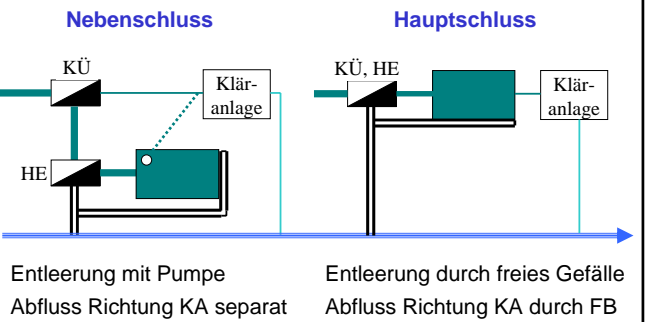 Nebenschluss
KÜ
Klär-
anlage
HE
Entleerung mit Pumpe
Abfluss Richtung KA separat
Hauptschluss
KÜ, HE
Klär-
anlage
Entleerung durch freies Gefälle
Abfluss Richtung KA durch FB